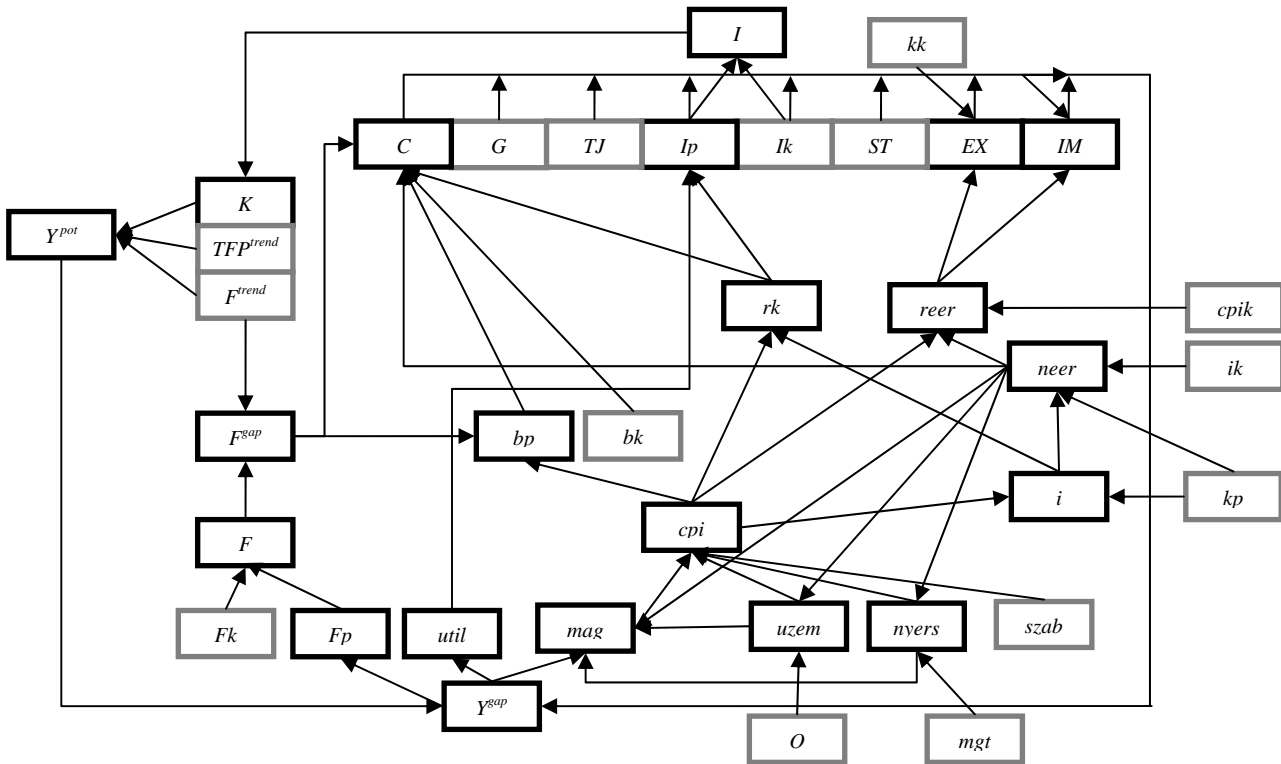 I
kk
C G TJ Ip Ik ST EX IM
K
Y^pot
TFP^trend
F^trend
rk
reer
cpik
neer
ik
F^gap
bp
bk
i
kp
cpi
F
Fk
Fp
util
mag
uzem
nyers
szab
Y^gap
O
mgt